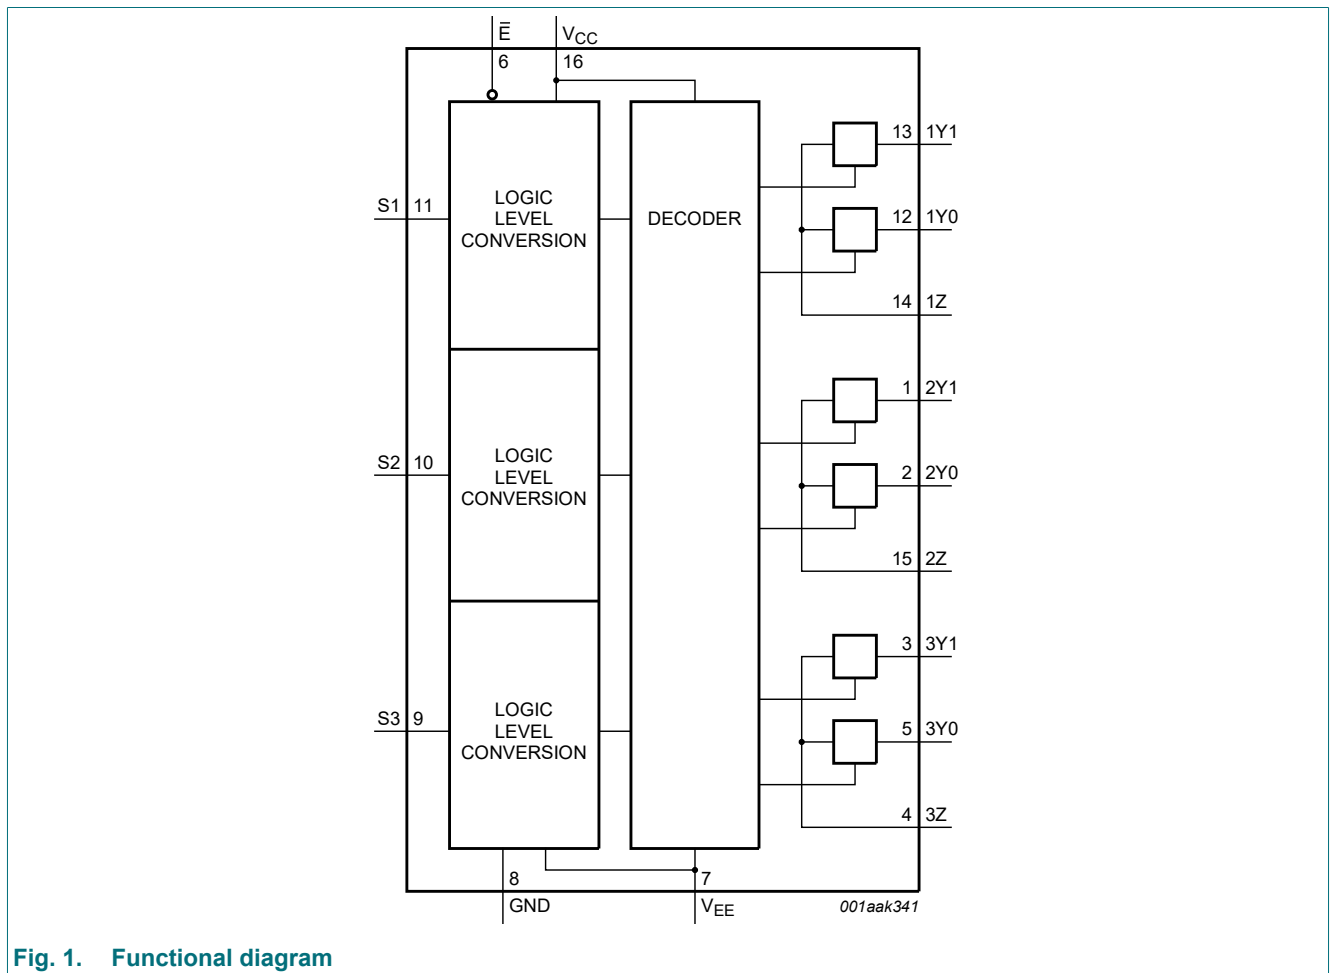 E̅ V_CC
6 16
13 1Y1
S1 11
LOGIC
LEVEL
CONVERSION
DECODER
12 1Y0
14 1Z
1 2Y1
S2 10
LOGIC
LEVEL
CONVERSION
2 2Y0
15 2Z
3 3Y1
S3 9
LOGIC
LEVEL
CONVERSION
5 3Y0
4 3Z
8 7
GND V_EE 001aak341
Fig. 1. Functional diagram